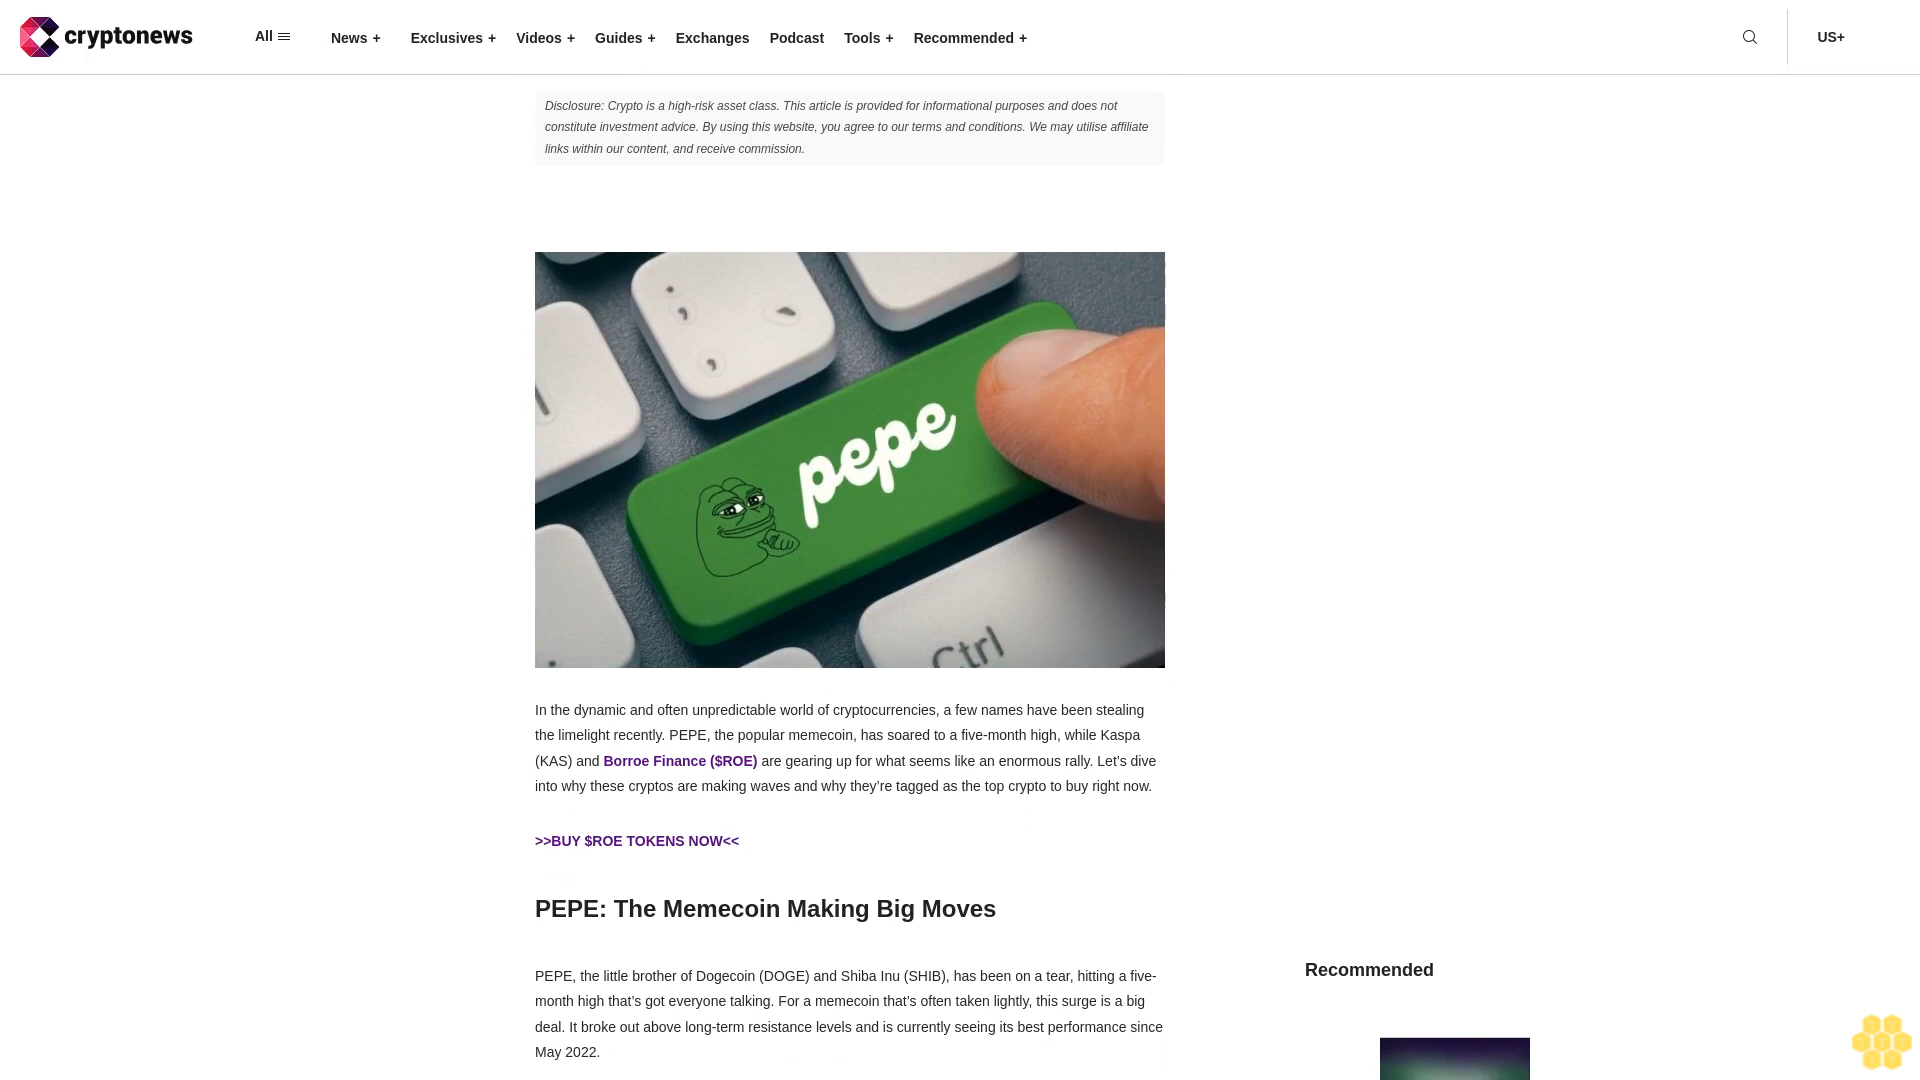 cryptonews
All
News +
Exclusives +
Videos +
Guides +
Exchanges
Podcast
Tools +
Recommended +
US+
Disclosure: Crypto is a high-risk asset class. This article is provided for informational purposes and does not
constitute investment advice. By using this website, you agree to our terms and conditions. We may utilise affiliate
links within our content, and receive commission.
pepe
Ctrl
In the dynamic and often unpredictable world of cryptocurrencies, a few names have been stealing
the limelight recently. PEPE, the popular memecoin, has soared to a five-month high, while Kaspa
(KAS) and Borroe Finance ($ROE) are gearing up for what seems like an enormous rally. Let’s dive
into why these cryptos are making waves and why they’re tagged as the top crypto to buy right now.
>>BUY $ROE TOKENS NOW<<
PEPE: The Memecoin Making Big Moves
PEPE, the little brother of Dogecoin (DOGE) and Shiba Inu (SHIB), has been on a tear, hitting a five-
month high that’s got everyone talking. For a memecoin that’s often taken lightly, this surge is a big
deal. It broke out above long-term resistance levels and is currently seeing its best performance since
May 2022.
Recommended